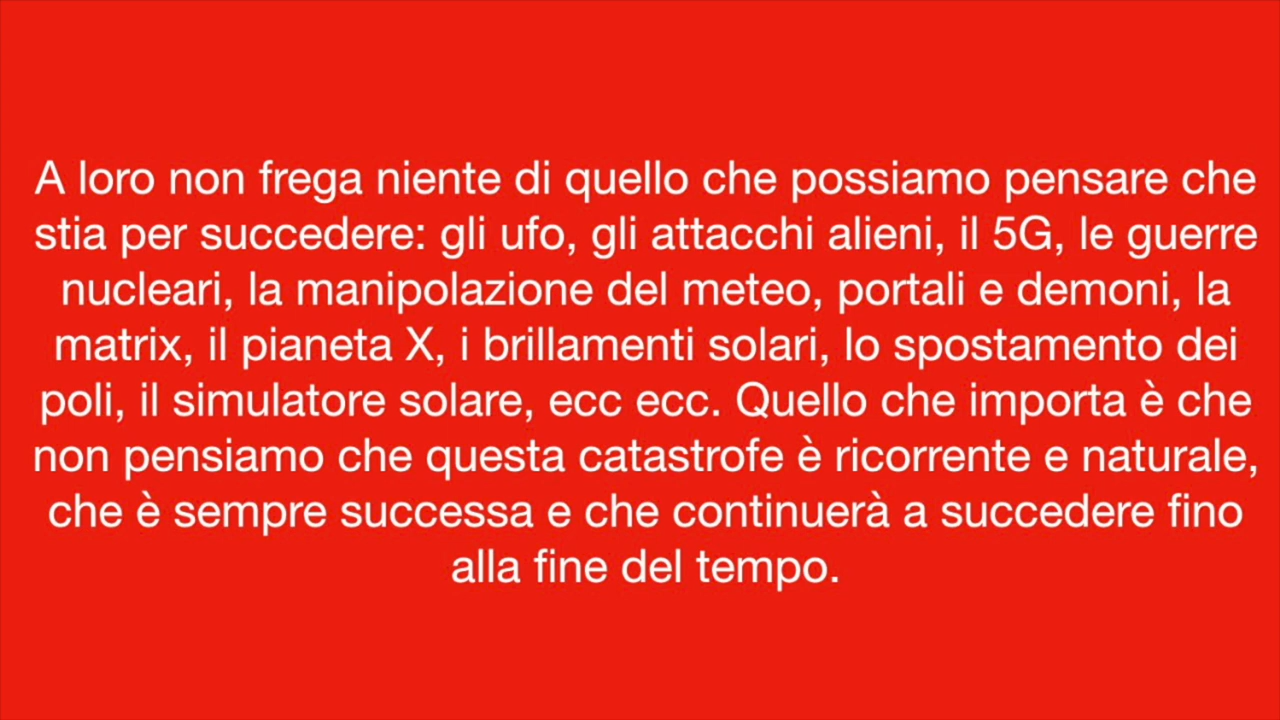 A loro non frega niente di quello che possiamo pensare che
stia per succedere: gli ufo, gli attacchi alieni, il 5G, le guerre
nucleari, la manipolazione del meteo, portali e demoni, la
matrix, il pianeta X, i brillamenti solari, lo spostamento dei
poli, il simulatore solare, ecc ecc. Quello che importa è che
non pensiamo che questa catastrofe è ricorrente e naturale,
che è sempre successa e che continuerà a succedere fino
alla fine del tempo.